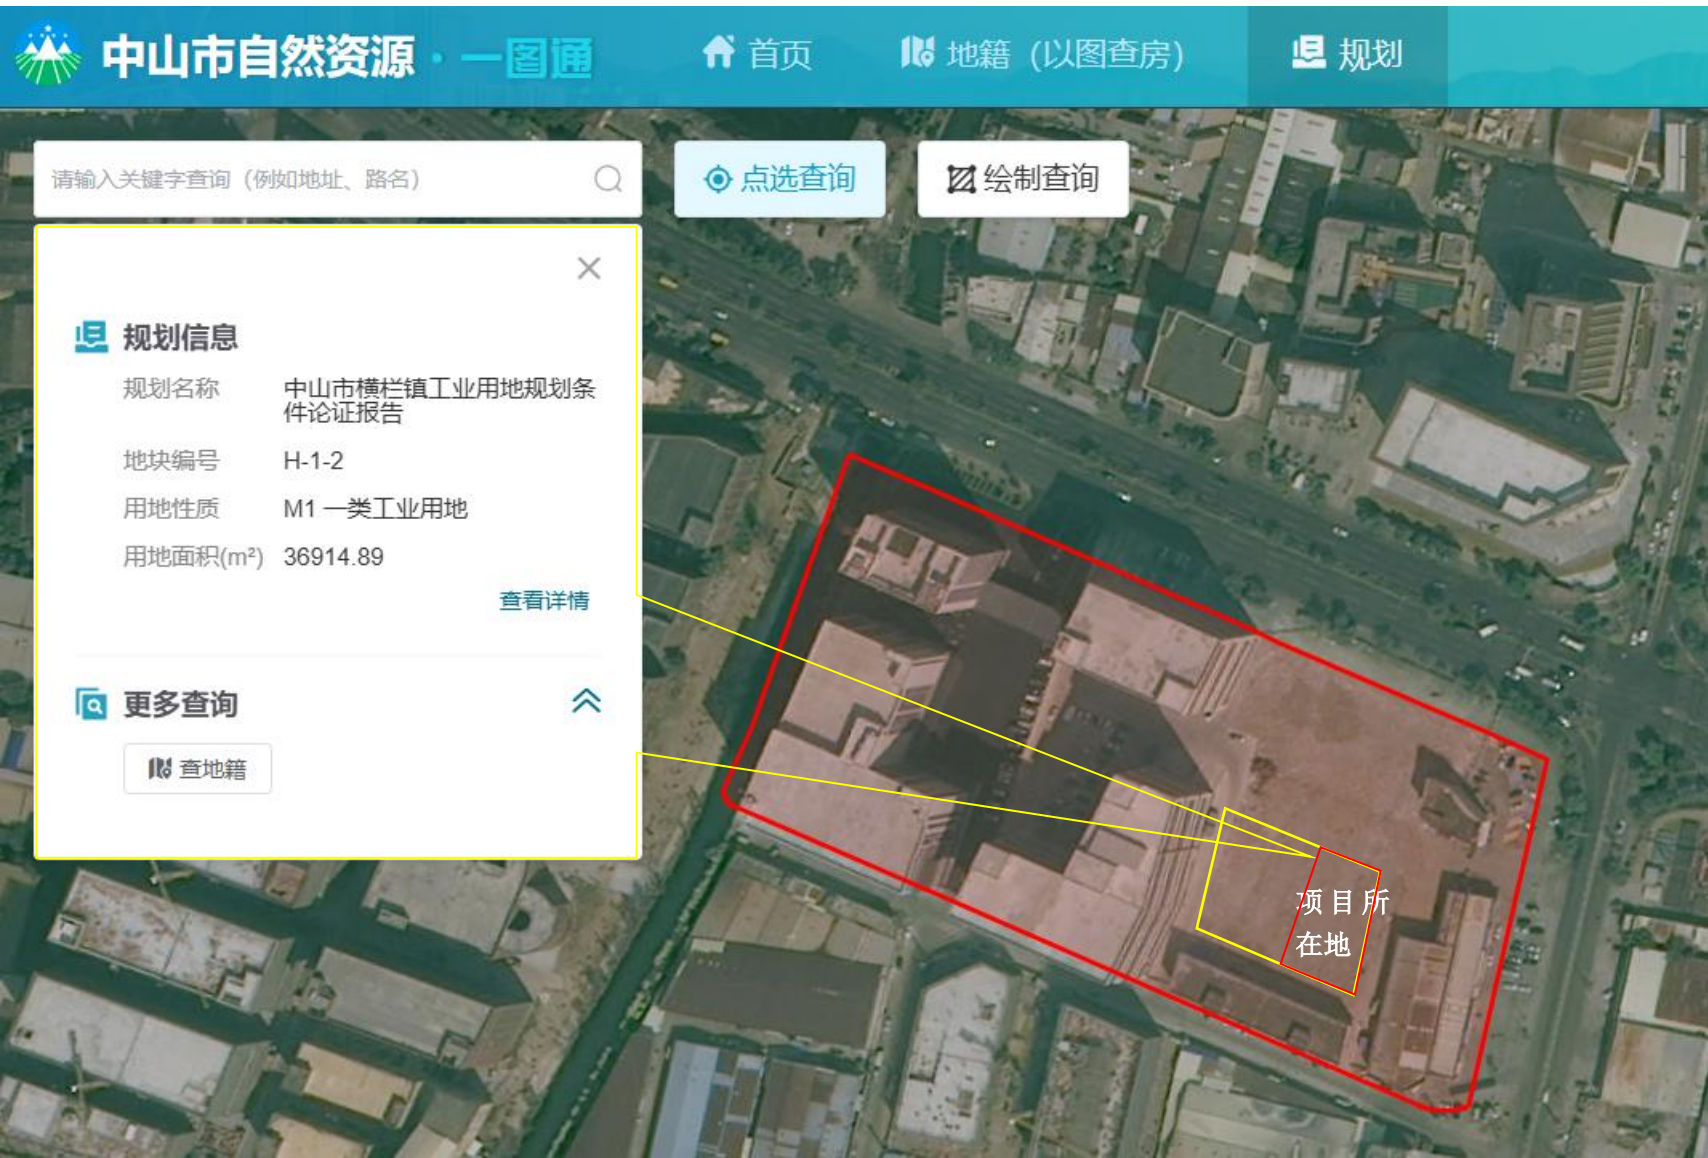 中山市自然资源·一图通
首页
地籍（以图查房）
规划
请输入关键字查询（例如地址、路名）
点选查询
绘制查询
规划信息
规划名称 中山市横栏镇工业用地规划条
件论证报告
地块编号 H-1-2
用地性质 M1 一类工业用地
用地面积(m²) 36914.89
查看详情
更多查询
查地籍
项目所
在地